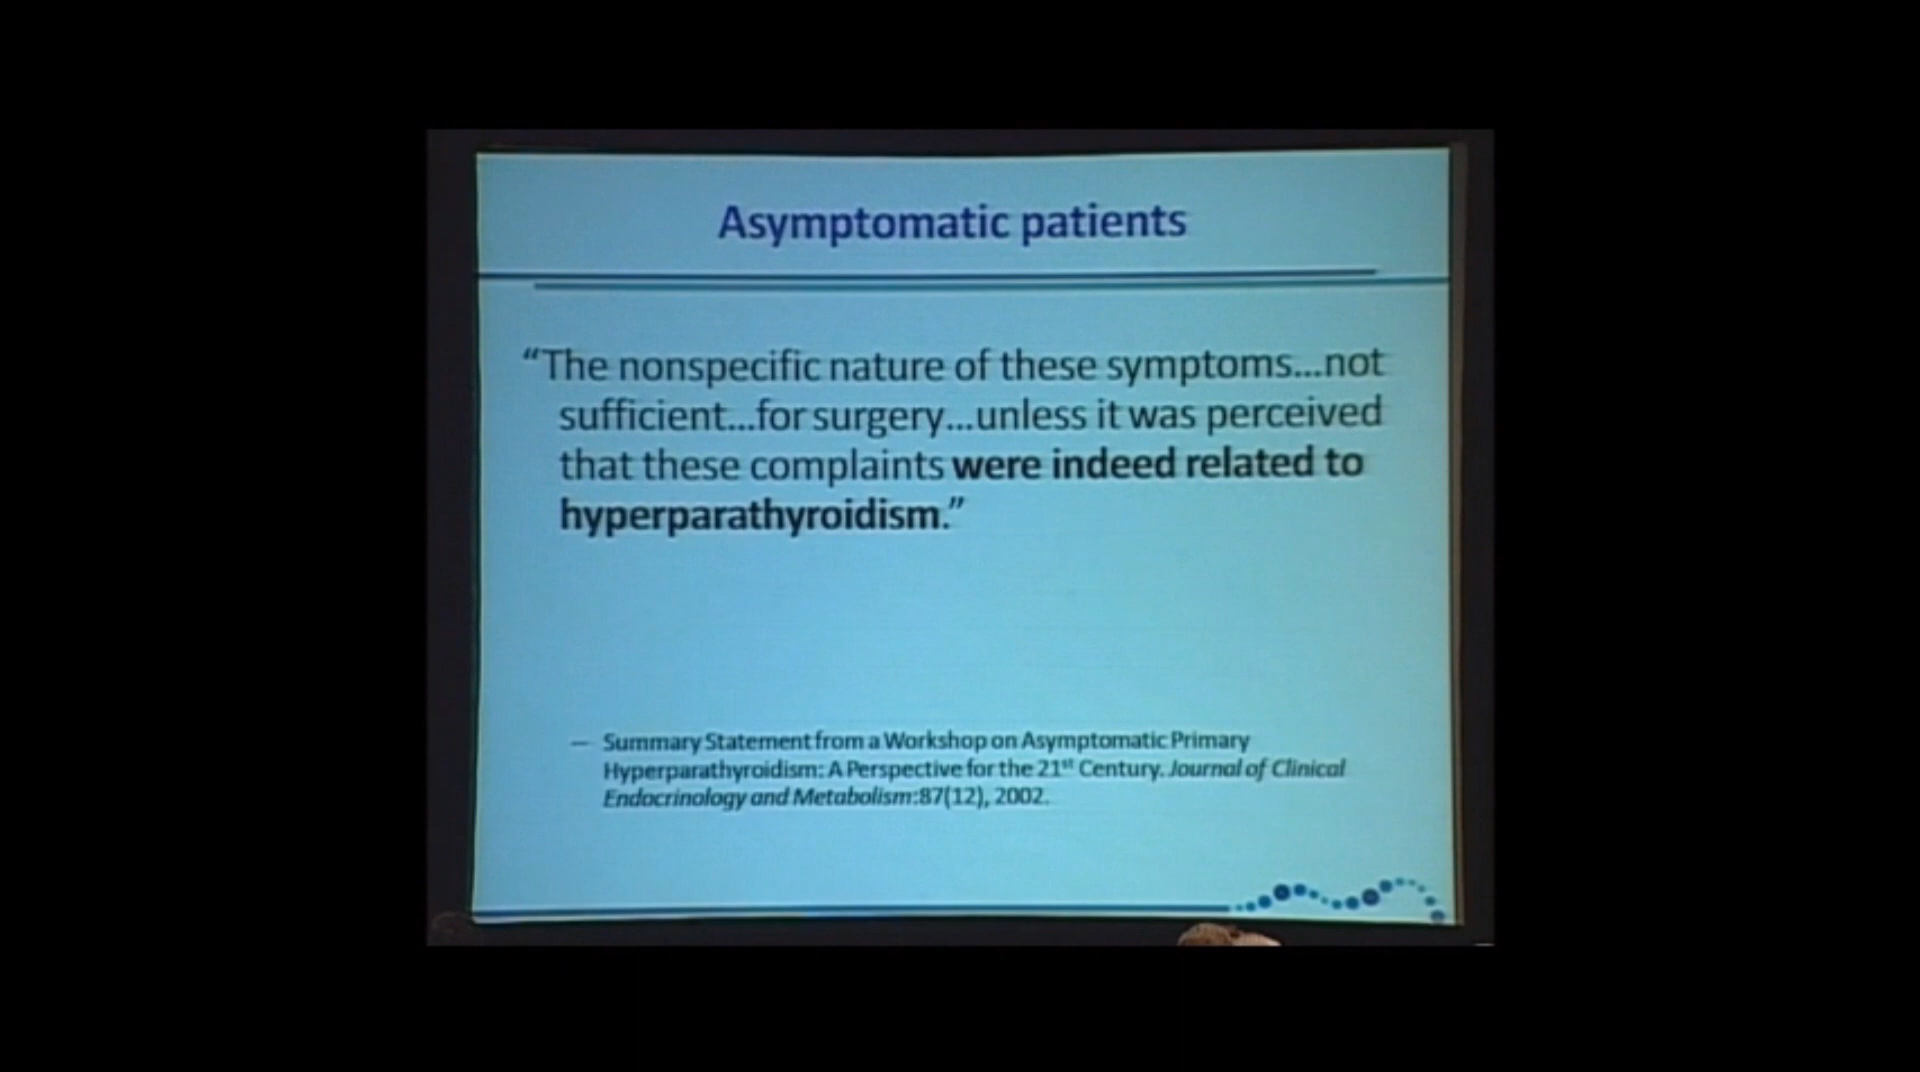 Asymptomatic patients
“The nonspecific nature of these symptoms...not
sufficient...for surgery...unless it was perceived
that these complaints were indeed related to
hyperparathyroidism.”
— Summary Statement from a Workshop on Asymptomatic Primary
Hyperparathyroidism: A Perspective for the 21st Century. Journal of Clinical
Endocrinology and Metabolism:87(12), 2002.